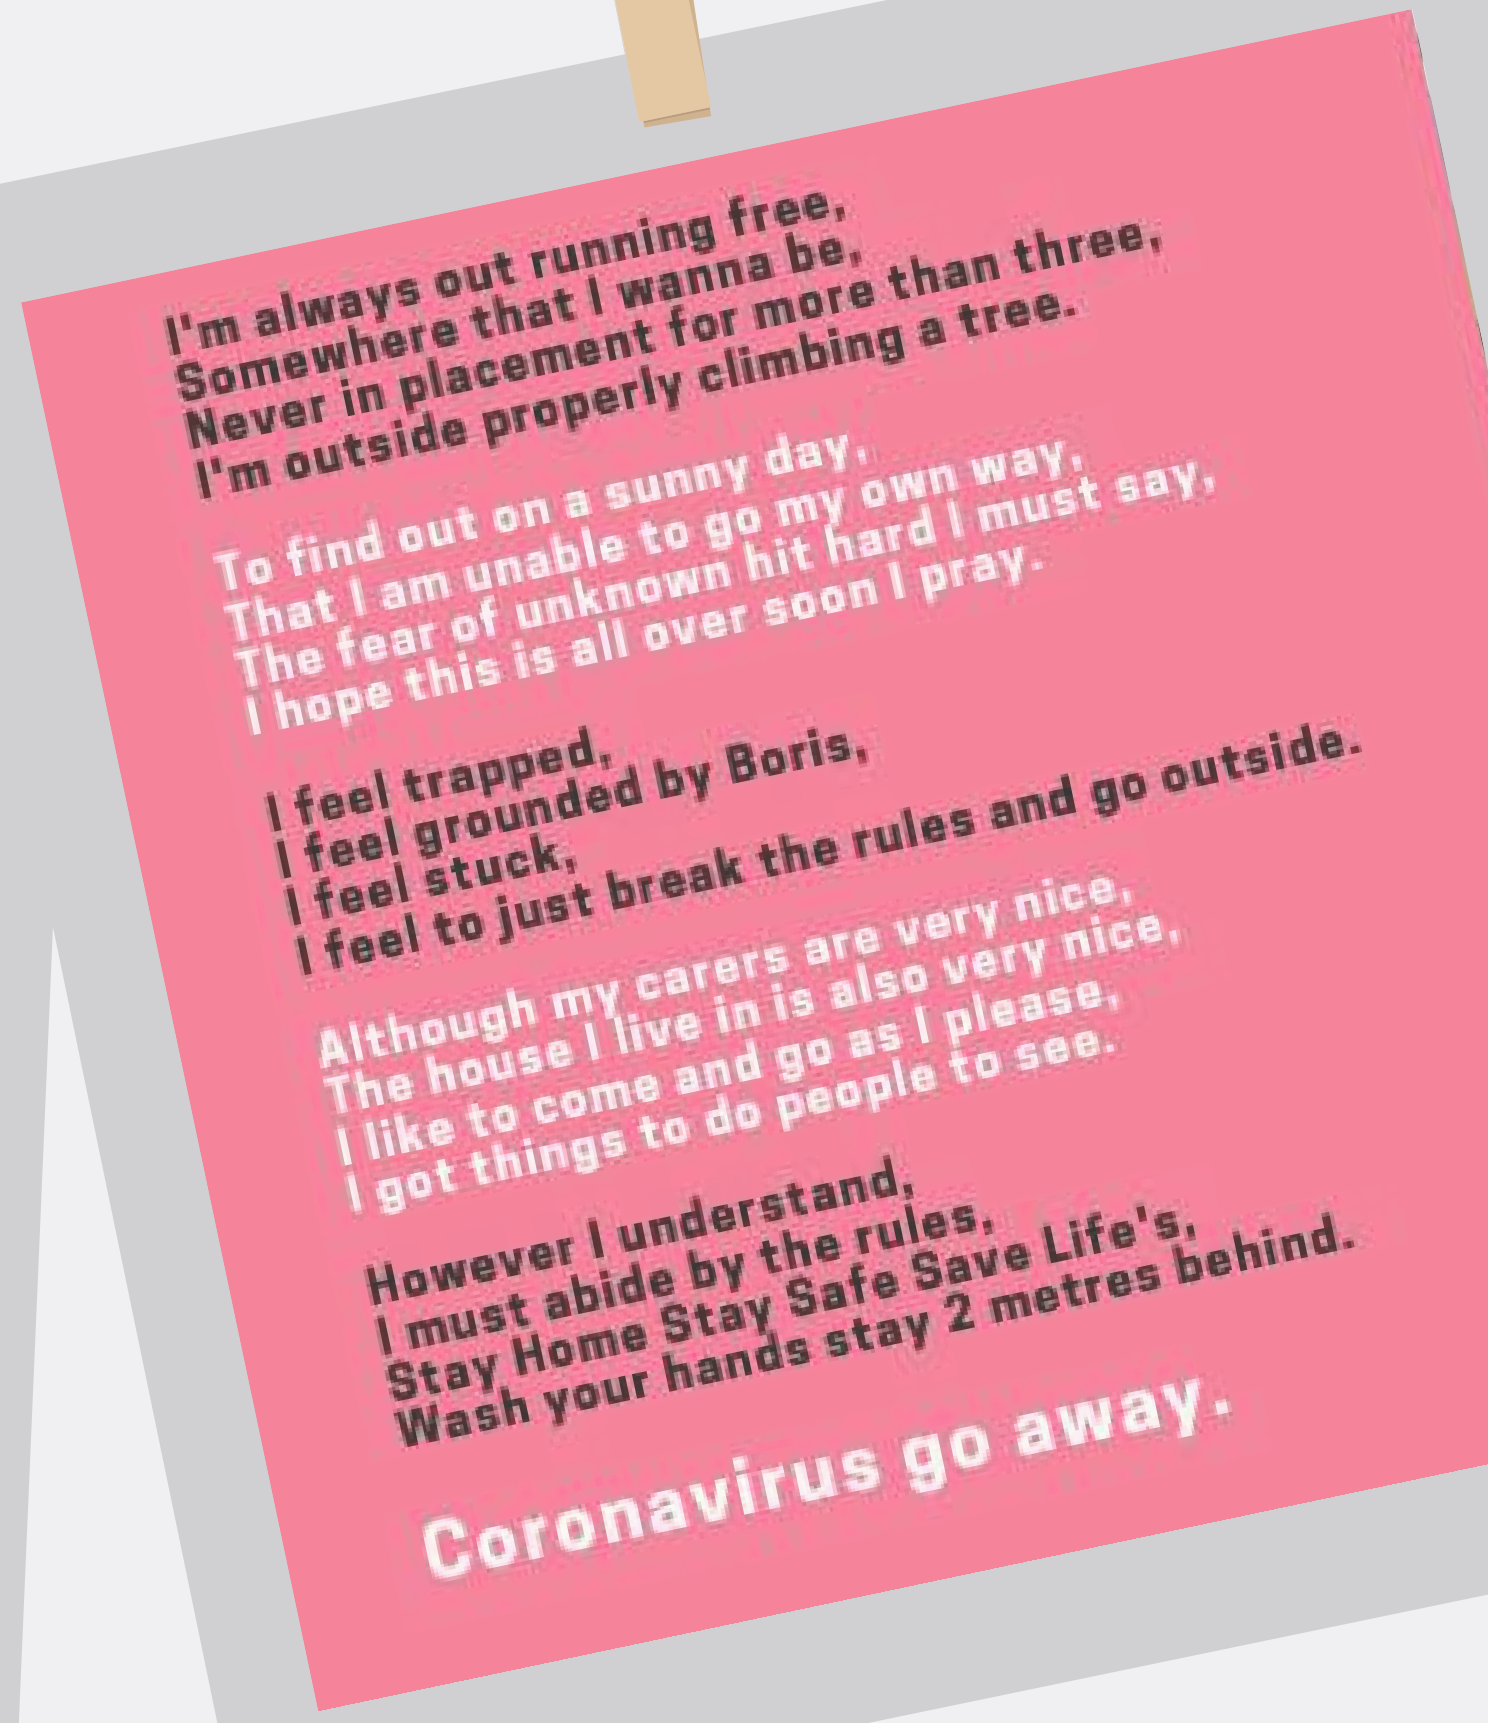 I'm always out running free,
Somewhere that I wanna be,
Never in placement for more than three,
I'm outside properly climbing a tree.
To find out on a sunny day,
That I am unable to go my own way,
The fear of unknown hit hard I must say,
I hope this is all over soon I pray.
I feel trapped,
I feel grounded by Boris,
I feel stuck,
I feel to just break the rules and go outside.
Although my carers are very nice,
The house I live in is also very nice,
I like to come and go as I please,
I got things to do people to see.
However I understand,
I must abide by the rules,
Stay Home Stay Safe Save Life's,
Wash your hands stay 2 metres behind.
Coronavirus go away.